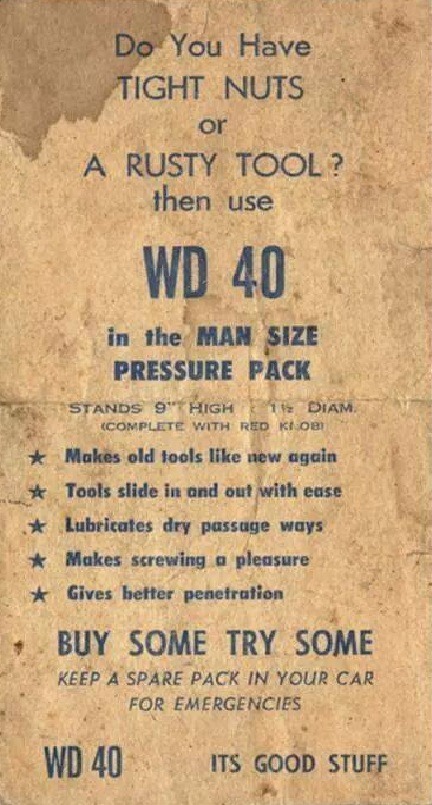 Do You Have
TIGHT NUTS
or
A RUSTY TOOL?
then use
WD 40
in the MAN SIZE
PRESSURE PACK
STANDS 9" HIGH : 1½ DIAM.
(COMPLETE WITH RED KNOB)
★ Makes old tools like new again
★ Tools slide in and out with ease
★ Lubricates dry passage ways
★ Makes screwing a pleasure
★ Gives better penetration
BUY SOME TRY SOME
KEEP A SPARE PACK IN YOUR CAR
FOR EMERGENCIES
WD 40 ITS GOOD STUFF